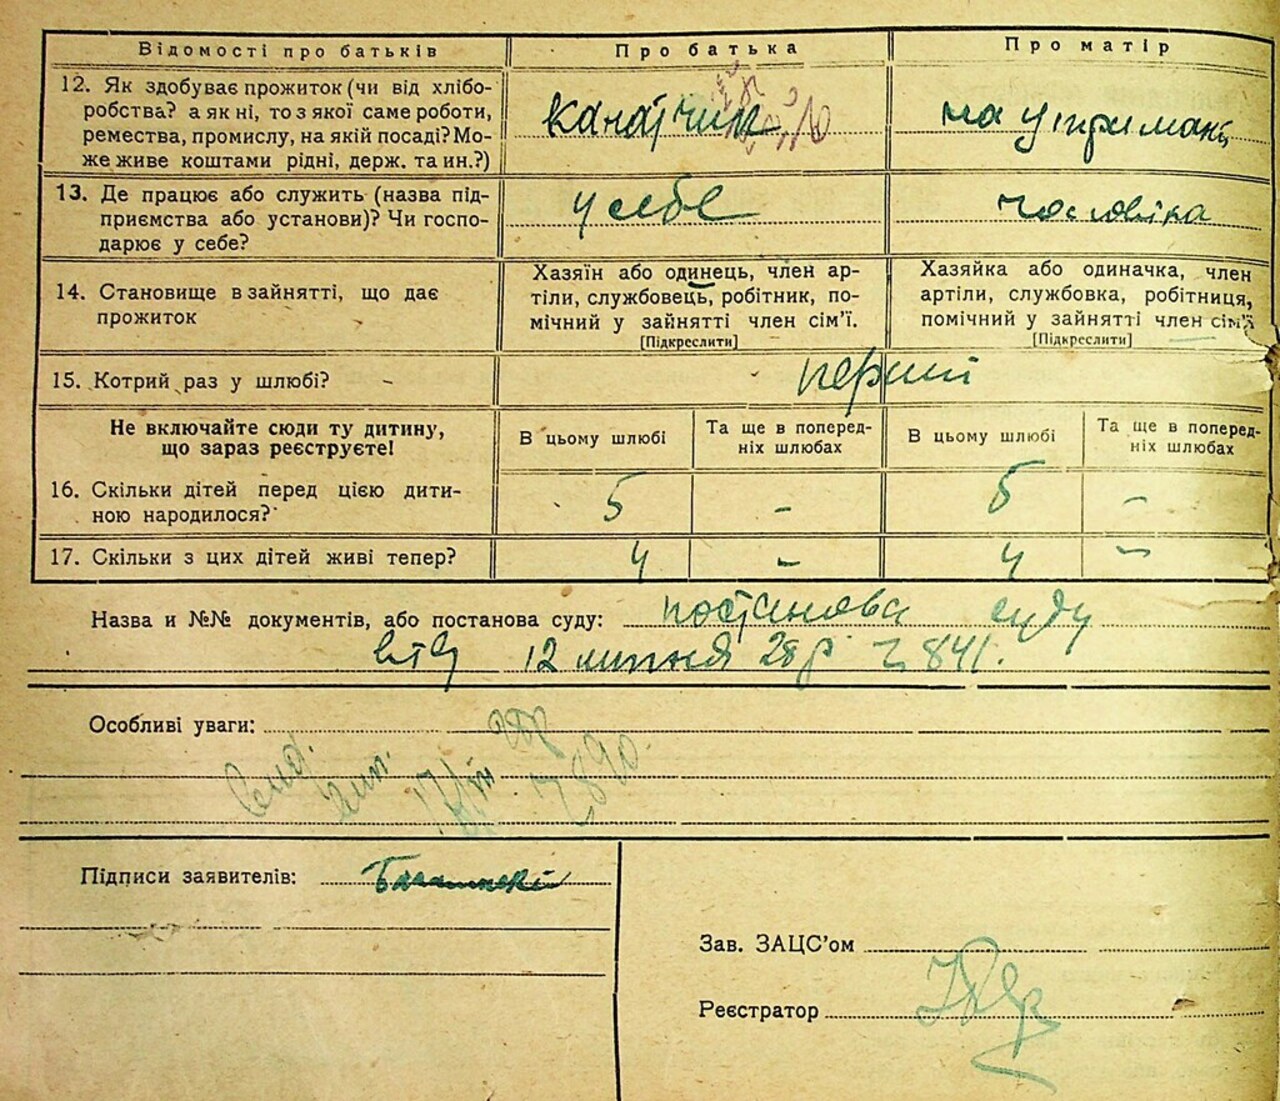 Відомості про батьків
Про батька
Про матір
12. Як здобуває прожиток (чи від хлібо-
робства? а як ні, то з якої саме роботи,
ремества, промислу, на якій посаді? Мо-
же живе коштами рідні, держ. та ин.?)
канатчик
на утриманні
13. Де працює або служить (назва під-
приємства або установи)? Чи госпо-
дарює у себе?
у себе
чоловіка
14. Становище в зайнятті, що дає
прожиток
Хазяїн або одинець, член ар-
тіли, службовець, робітник, по-
мічний у зайнятті член сім’ї.
[Підкреслити]
Хазяйка або одиначка, член
артіли, службовка, робітниця,
помічний у зайнятті член сім’ї
[Підкреслити]
15. Котрий раз у шлюбі?
перший
Не включайте сюди ту дитину,
що зараз реєструєте!
В цьому шлюбі
Та ще в поперед-
ніх шлюбах
В цьому шлюбі
Та ще в поперед-
ніх шлюбах
16. Скільки дітей перед цією дити-
ною народилося?
5
-
5
-
17. Скільки з цих дітей живі тепер?
4
-
4
-
Назва и №№ документів, або постанова суду: постанова суду
від 12 липня 28р 841.
Особливі уваги:
7890
Підписи заявителів:
Зав. ЗАЦС’ом
Реєстратор